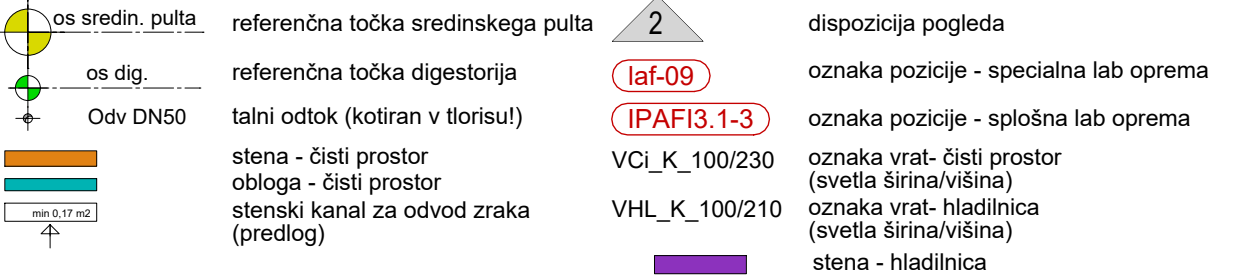 os sredin. pulta
referenčna točka sredinskega pulta
os dig.
referenčna točka digestorija
Odv DN50
talni odtok (kotiran v tlorisu!)
stena - čisti prostor
obloga - čisti prostor
min 0,17 m2
stenski kanal za odvod zraka
(predlog)
2
dispozicija pogleda
laf-09
oznaka pozicije - specialna lab oprema
IPAFI3.1-3
oznaka pozicije - splošna lab oprema
VCi_K_100/230
oznaka vrat- čisti prostor
(svetla širina/višina)
VHL_K_100/210
oznaka vrat- hladilnica
(svetla širina/višina)
stena - hladilnica